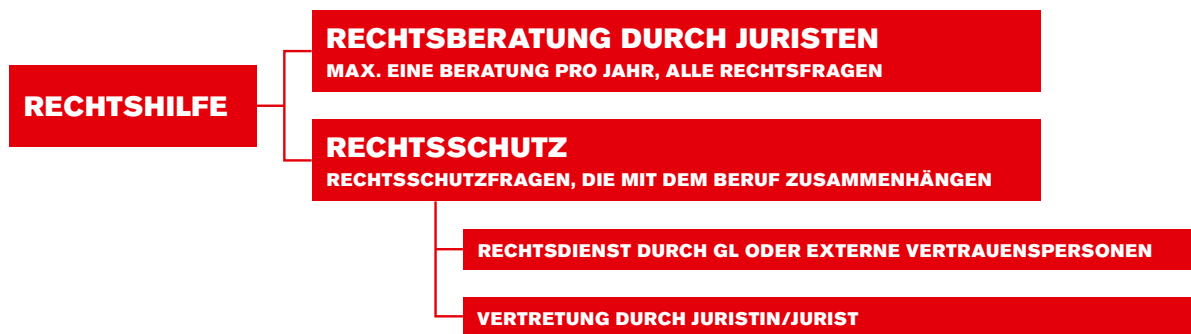 RECHTSHILFE
RECHTSBERATUNG DURCH JURISTEN
MAX. EINE BERATUNG PRO JAHR, ALLE RECHTSFRAGEN
RECHTSSCHUTZ
RECHTSSCHUTZFRAGEN, DIE MIT DEM BERUF ZUSAMMENHÄNGEN
RECHTSDIENST DURCH GL ODER EXTERNE VERTRAUENSPERSONEN
VERTRETUNG DURCH JURISTIN/JURIST